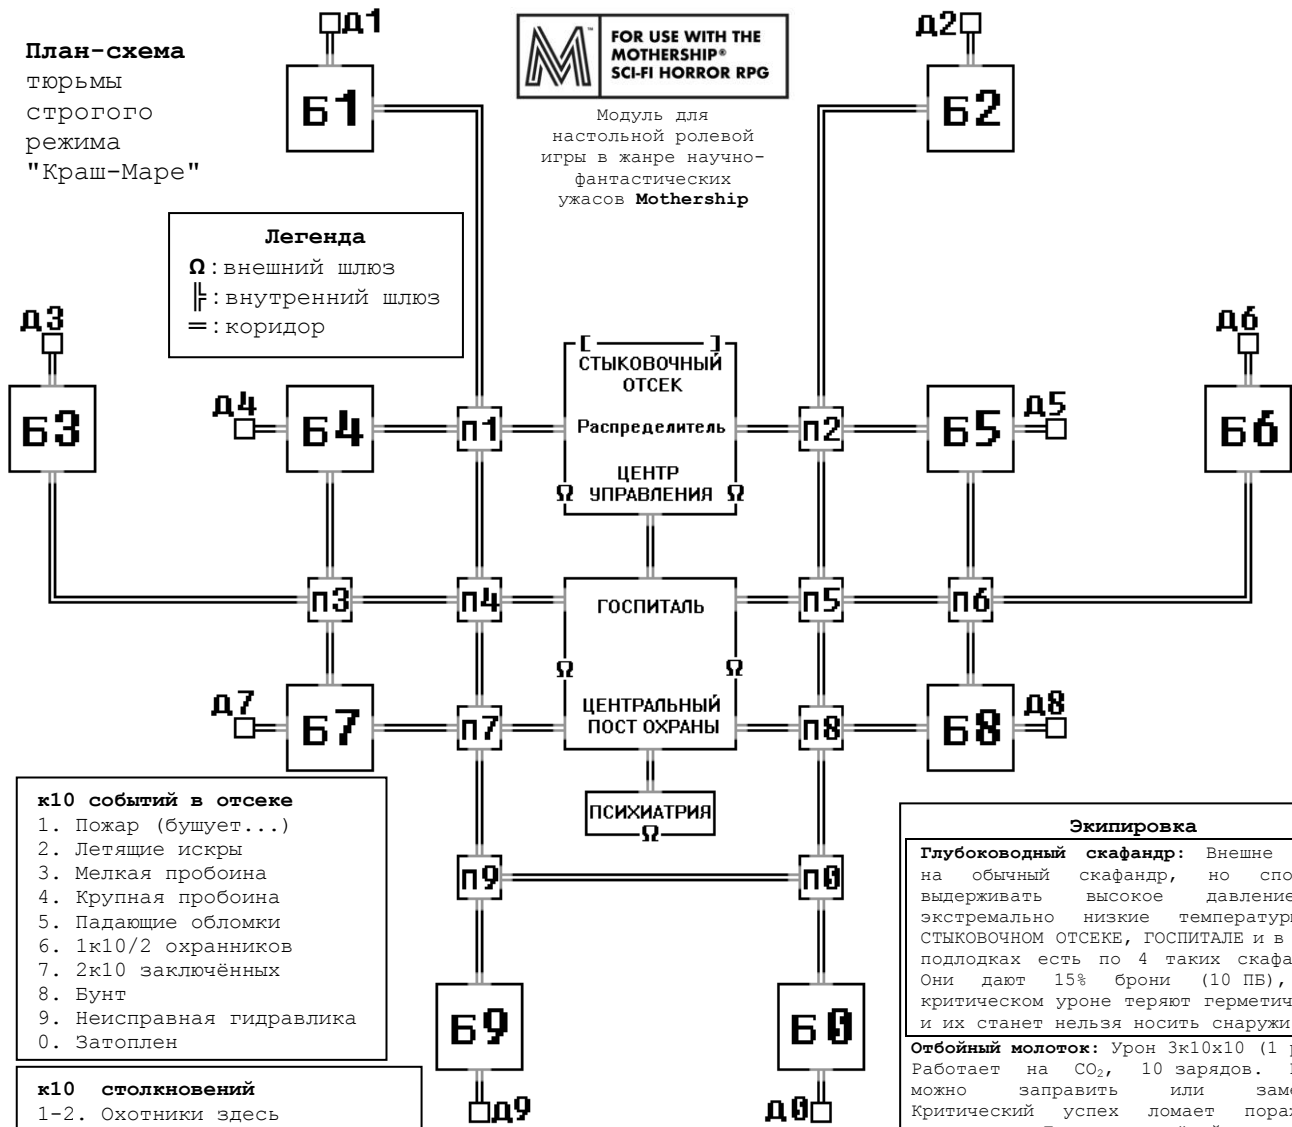 План-схема
тюрьмы
строгого
режима
"Краш-Маре"
Д1
Б1
FOR USE WITH THE
MOTHERSHIP®
SCI-FI HORROR RPG
Модуль для
настольной ролевой
игры в жанре научно-
фантастических
ужасов Mothership
Д2
Б2
Легенда
Ω: внешний шлюз
╠: внутренний шлюз
=: коридор
Д3
Б3
Д4
Б4
П1
[ ]
СТЫКОВОЧНЫЙ
ОТСЕК
Распределитель
ЦЕНТР
Ω УПРАВЛЕНИЯ Ω
П2
Б5
Д5
Д6
Б6
П3
П4
ГОСПИТАЛЬ
Ω Ω
ЦЕНТРАЛЬНЫЙ
ПОСТ ОХРАНЫ
П5
П6
Д7
Б7
П7
П8
Б8
Д8
ПСИХИАТРИЯ
Ω
П9
П0
Б9
Д9
Б0
Д0
к10 событий в отсеке
1. Пожар (бушует...)
2. Летящие искры
3. Мелкая пробоина
4. Крупная пробоина
5. Падающие обломки
6. 1к10/2 охранников
7. 2к10 заключённых
8. Бунт
9. Неисправная гидравлика
0. Затоплен
к10 столкновений
1-2. Охотники здесь
Экипировка
Глубоководный скафандр: Внешне
на обычный скафандр, но спо
выдерживать высокое давление
экстремально низкие температур
СТЫКОВОЧНОМ ОТСЕКЕ, ГОСПИТАЛЕ и в
подлодках есть по 4 таких скафа
Они дают 15% брони (10 ПБ),
критическом уроне теряют герметич
и их станет нельзя носить снаружи
Отбойный молоток: Урон 3к10х10 (1 р
Работает на CO₂, 10 зарядов.
можно заправить или заме
Критический успех ломает пораж